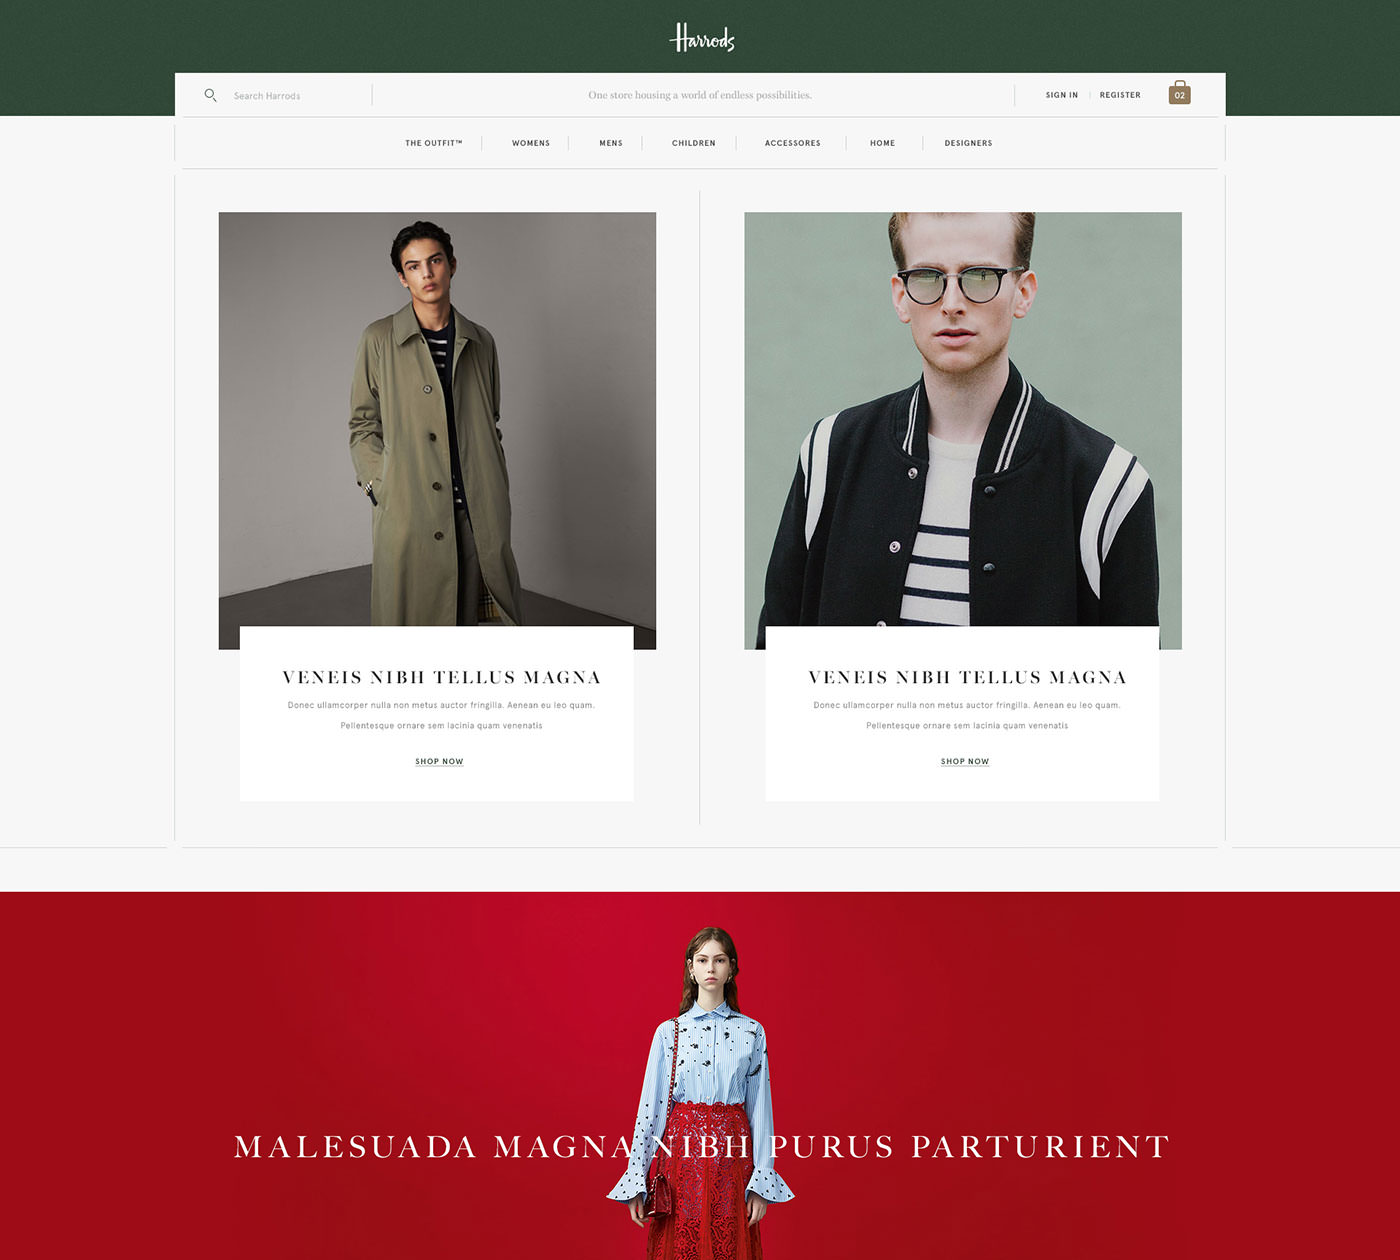 Harrods
Search Harrods
One store housing a world of endless possibilities.
SIGN IN
REGISTER
02
THE OUTFIT™
WOMENS
MENS
CHILDREN
ACCESSORES
HOME
DESIGNERS
VENEIS NIBH TELLUS MAGNA
Donec ullamcorper nulla non metus auctor fringilla. Aenean eu leo quam.
Pellentesque ornare sem lacinia quam venenatis
SHOP NOW
VENEIS NIBH TELLUS MAGNA
Donec ullamcorper nulla non metus auctor fringilla. Aenean eu leo quam.
Pellentesque ornare sem lacinia quam venenatis
SHOP NOW
MALESUADA MAGNA NIBH PURUS PARTURIENT